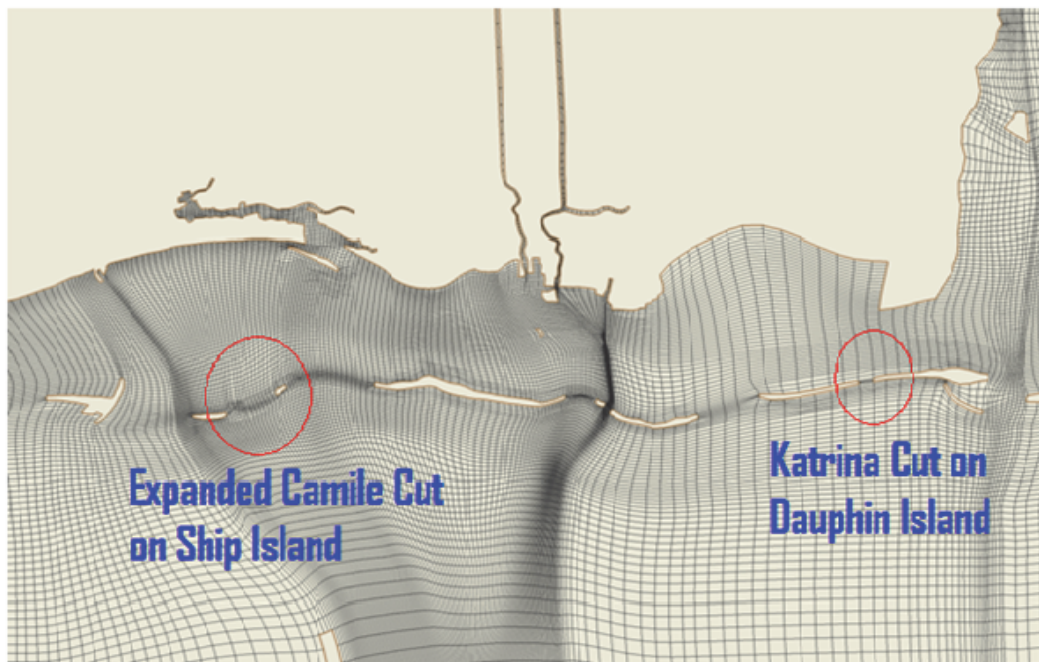 Expanded Camile Cut
on Ship Island
Katrina Cut on
Dauphin Island